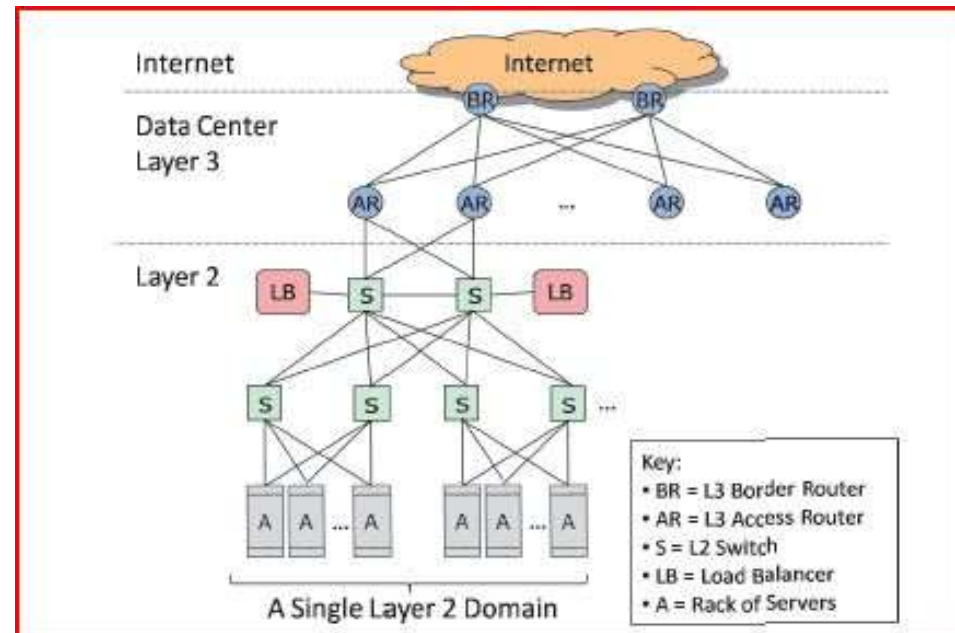 Internet
Internet
BR BR
Data Center
Layer 3
AR AR ... AR AR
Layer 2
LB S S LB
S S S S ...
A A ... A A A ... A
A Single Layer 2 Domain
Key:
• BR = L3 Border Router
• AR = L3 Access Router
• S = L2 Switch
• LB = Load Balancer
• A = Rack of Servers